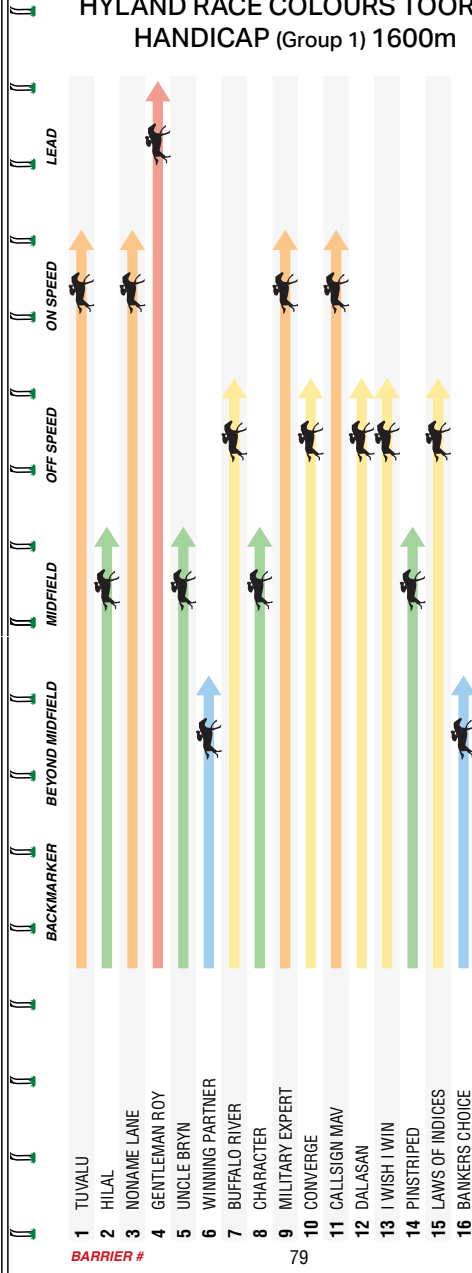 HYLAND RACE COLOURS TOOR
HANDICAP (Group 1) 1600m
LEAD
ON SPEED
OFF SPEED
MIDFIELD
BEYOND MIDFIELD
BACKMARKER
1 TUVALU
2 HILAL
3 NONAME LANE
4 GENTLEMAN ROY
5 UNCLE BRYN
6 WINNING PARTNER
7 BUFFALO RIVER
8 CHARACTER
9 MILITARY EXPERT
10 CONVERGE
11 CALLSIGN MAV
12 DALASAN
13 I WISH I WIN
14 PINSTRIPED
15 LAWS OF INDICES
16 BANKERS CHOICE
BARRIER #
79